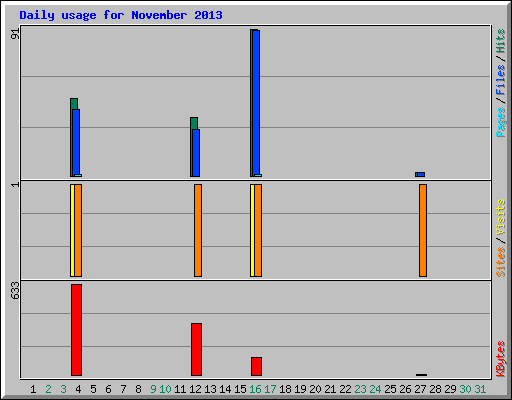 Daily usage for November 2013
91
Pages / Files / Hits
1
Sites / Visits
633
KBytes
1 2 3 4 5 6 7 8 9 10 11 12 13 14 15 16 17 18 19 20 21 22 23 24 25 26 27 28 29 30 31